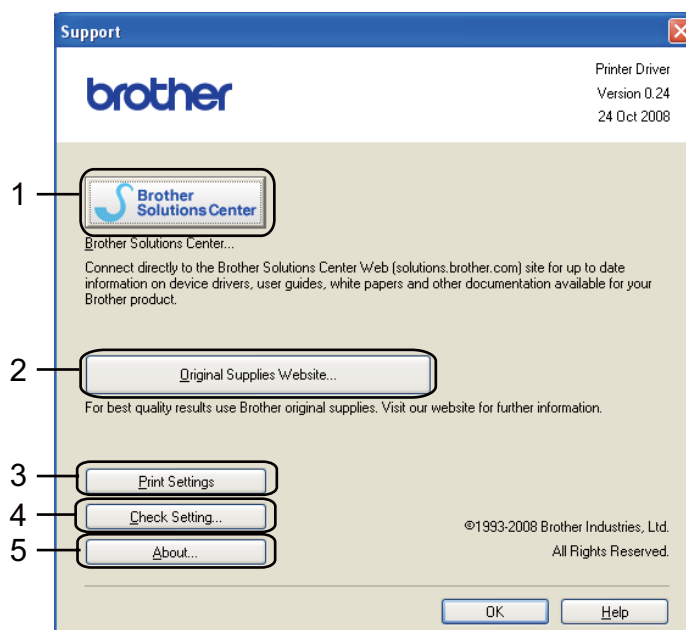 Support
brother
Printer Driver
Version 0.24
24 Oct 2008
1
Brother
Solutions Center
Brother Solutions Center...
Connect directly to the Brother Solutions Center Web (solutions.brother.com) site for up to date
information on device drivers, user guides, white papers and other documentation available for your
Brother product.
2
Original Supplies Website...
For best quality results use Brother original supplies. Visit our website for further information.
3
Print Settings
4
Check Setting...
5
About...
©1993-2008 Brother Industries, Ltd.
All Rights Reserved.
OK
Help